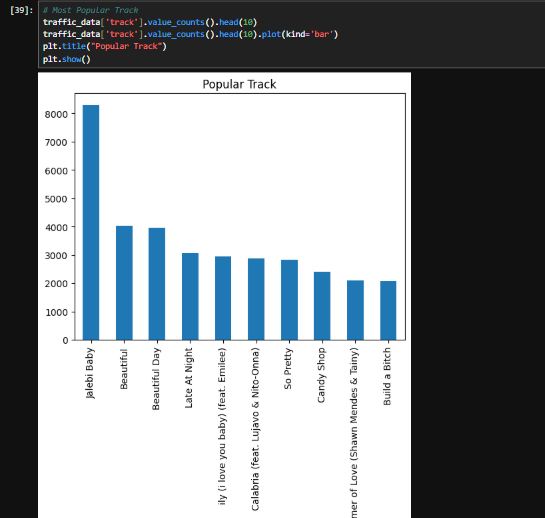 [39]:
# Most Popular Track
traffic_data['track'].value_counts().head(10)
traffic_data['track'].value_counts().head(10).plot(kind='bar')
plt.title("Popular Track")
plt.show()
Popular Track
8000
7000
6000
5000
4000
3000
2000
1000
0
Jalebi Baby
Beautiful
Beautiful Day
Late At Night
ily (i love you baby) (feat. Emilee)
Calabria (feat. Lujavo & Nito-Onna)
So Pretty
Candy Shop
mer of Love (Shawn Mendes & Tainy)
Build a Bitch